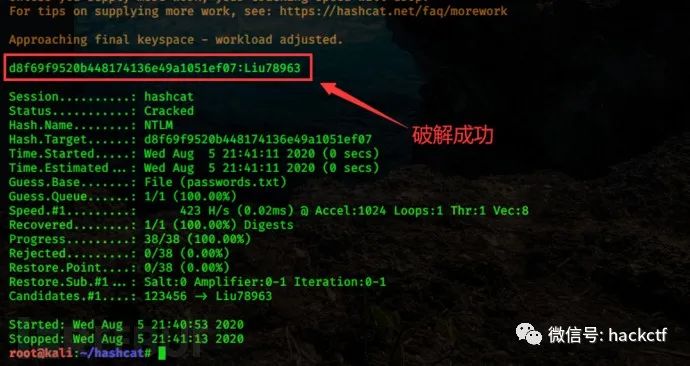 For tips on supplying more work, see: https://hashcat.net/faq/morework
Approaching final keyspace - workload adjusted.
d8f69f9520b448174136e49a1051ef07:Liu78963
破解成功
Session..........: hashcat
Status...........: Cracked
Hash.Name........: NTLM
Hash.Target......: d8f69f9520b448174136e49a1051ef07
Time.Started.....: Wed Aug  5 21:41:11 2020 (0 secs)
Time.Estimated...: Wed Aug  5 21:41:11 2020 (0 secs)
Guess.Base.......: File (passwords.txt)
Guess.Queue......: 1/1 (100.00%)
Speed.#1.........:      423 H/s (0.02ms) @ Accel:1024 Loops:1 Thr:1 Vec:8
Recovered........: 1/1 (100.00%) Digests
Progress.........: 38/38 (100.00%)
Rejected.........: 0/38 (0.00%)
Restore.Point....: 0/38 (0.00%)
Restore.Sub.#1...: Salt:0 Amplifier:0-1 Iteration:0-1
Candidates.#1....: 123456 -> Liu78963
Started: Wed Aug  5 21:40:53 2020
Stopped: Wed Aug  5 21:41:13 2020
root@kali:~/hashcat#
微信号: hackctf